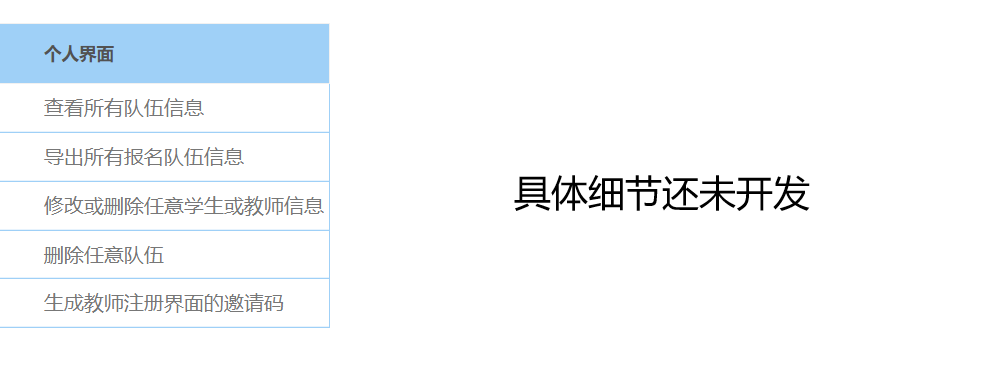 个人界面
查看所有队伍信息
导出所有报名队伍信息
修改或删除任意学生或教师信息
删除任意队伍
生成教师注册界面的邀请码
具体细节还未开发